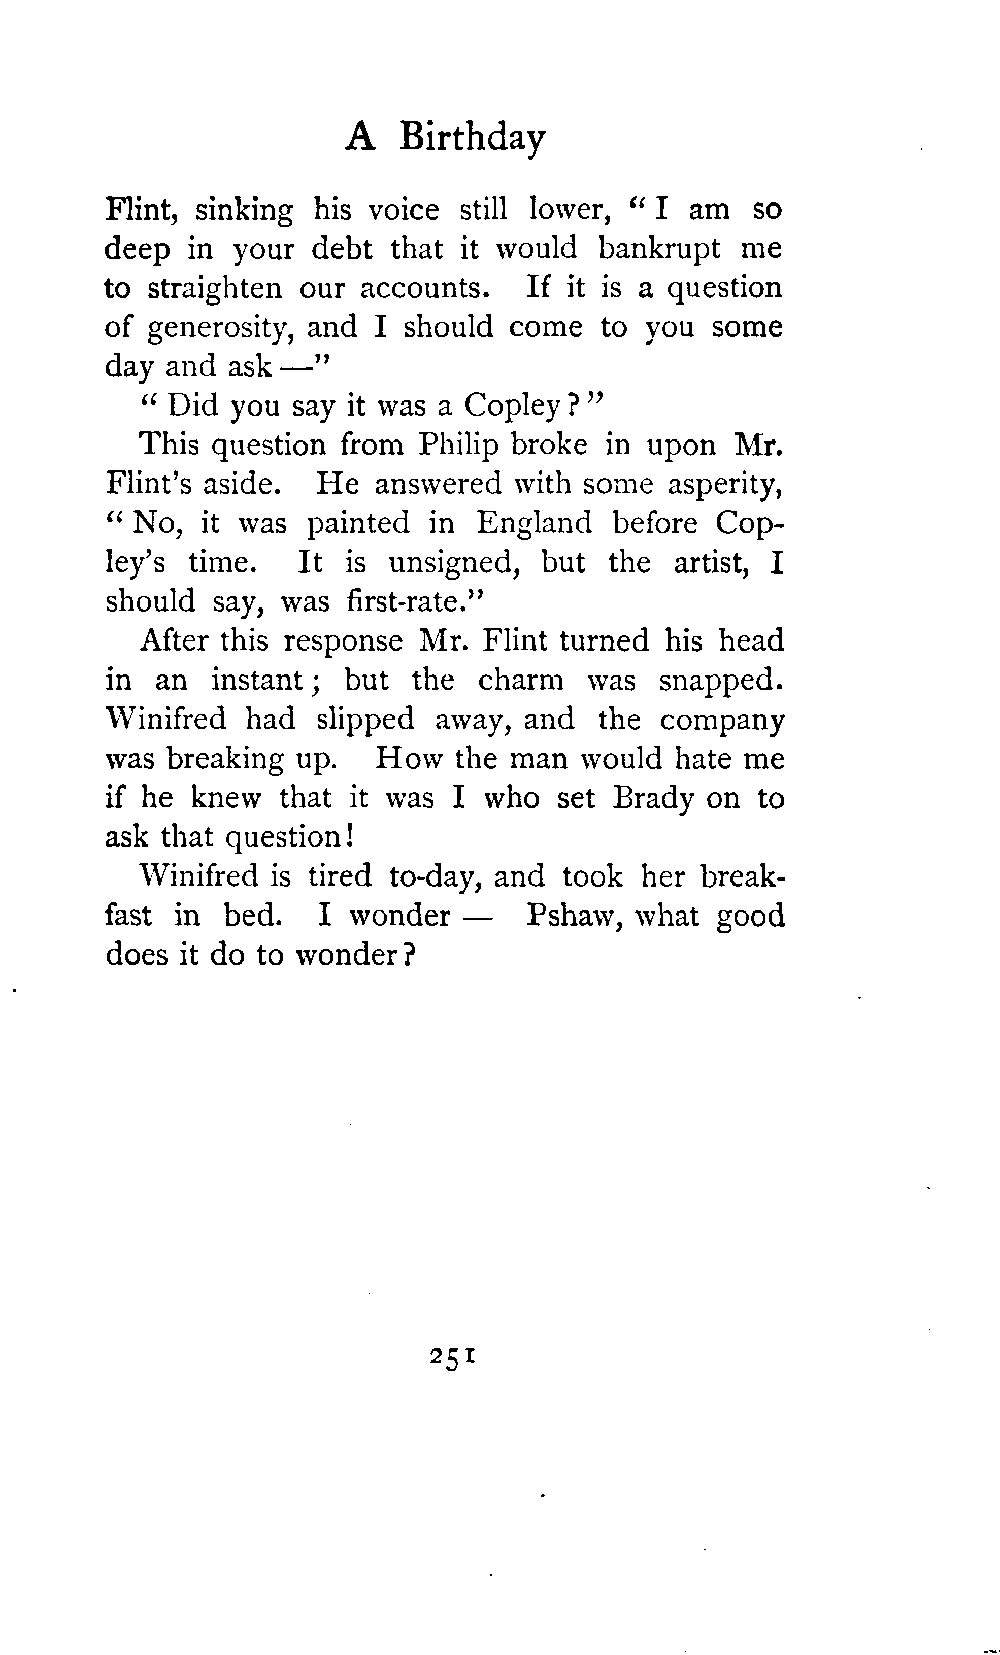 A Birthday
Flint, sinking his voice still lower, “ I am so
deep in your debt that it would bankrupt me
to straighten our accounts. If it is a question
of generosity, and I should come to you some
day and ask —”
“ Did you say it was a Copley ? ”
This question from Philip broke in upon Mr.
Flint’s aside. He answered with some asperity,
“ No, it was painted in England before Cop-
ley’s time. It is unsigned, but the artist, I
should say, was first-rate.”
After this response Mr. Flint turned his head
in an instant ; but the charm was snapped.
Winifred had slipped away, and the company
was breaking up. How the man would hate me
if he knew that it was I who set Brady on to
ask that question!
Winifred is tired to-day, and took her break-
fast in bed. I wonder — Pshaw, what good
does it do to wonder ?
251